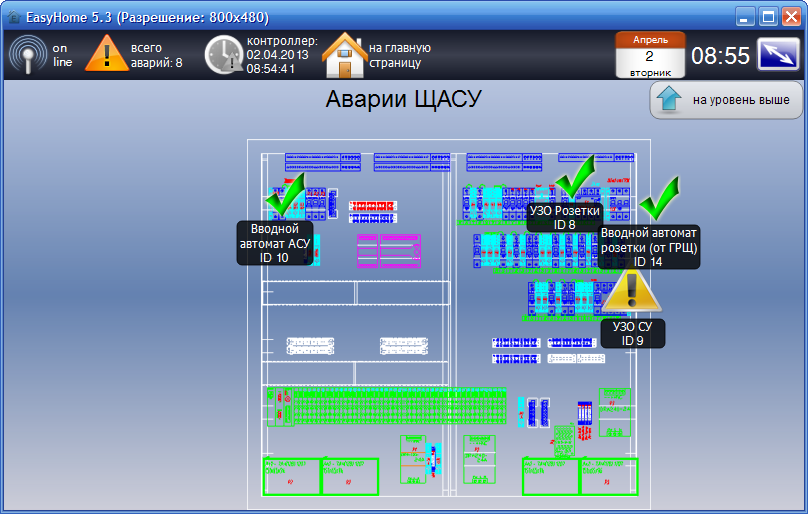 EasyHome 5.3 (Разрешение: 800x480)
on
line
всего
аварий: 8
контроллер:
02.04.2013
08:54:41
на главную
страницу
Апрель
2
вторник
08:55
Аварии ЩАСУ
на уровень выше
Вводной
автомат АСУ
ID 10
УЗО Розетки
ID 8
Вводной автомат
розетки (от ГРЩ)
ID 14
УЗО СУ
ID 9